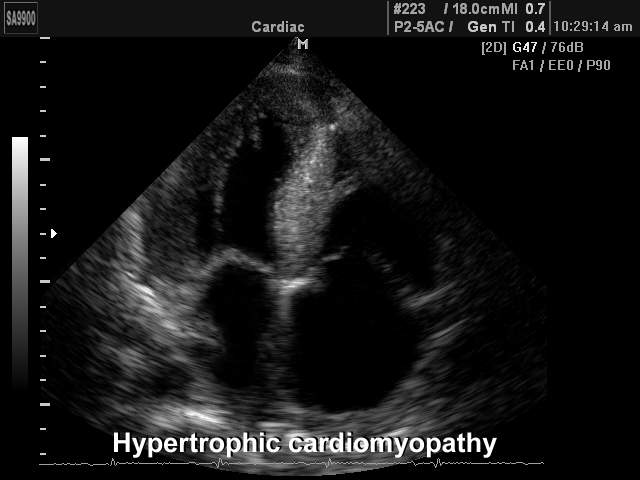 SA9900
Cardiac
#223 / 18.0cm MI 0.7
P2-5AC / Gen TI 0.4
10:29:14 am
M
[2D] G47 / 76dB
FA1 / EE0 / P90
Hypertrophic cardiomyopathy